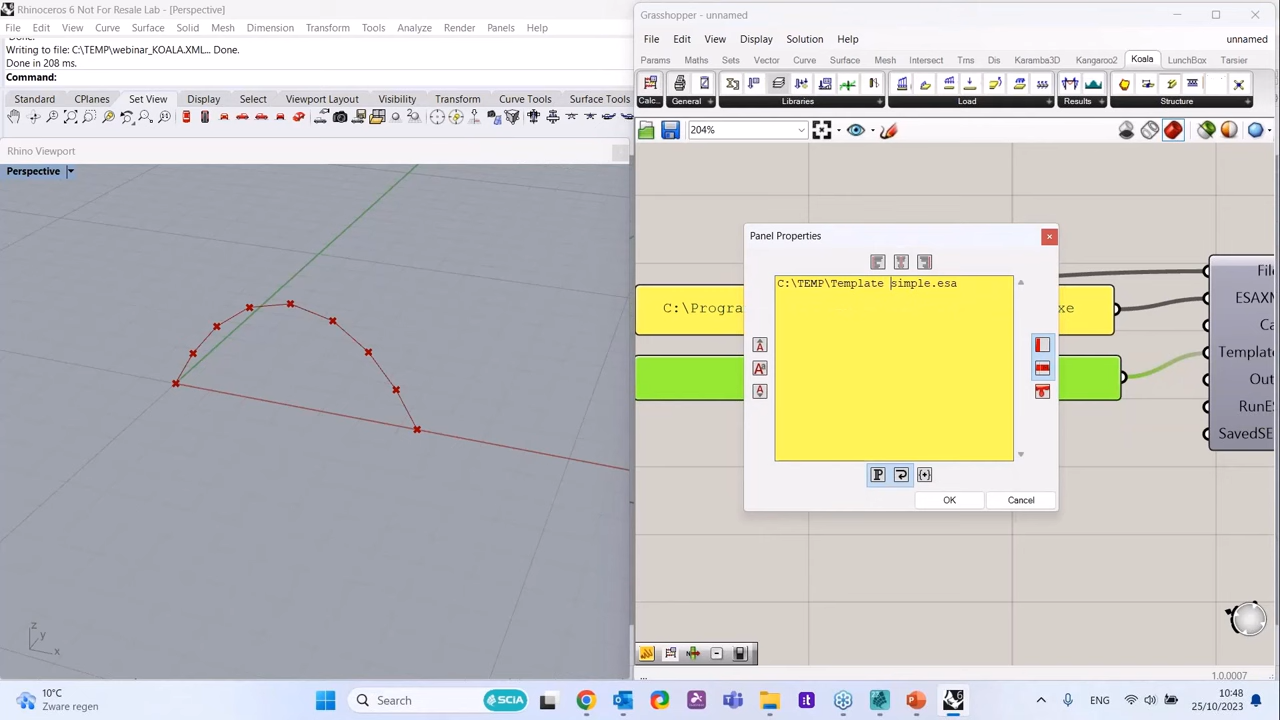 Rhinoceros 6 Not For Resale Lab - [Perspective]
File Edit View Curve Surface Solid Mesh Dimension Transform Tools Analyze Render Panels Help
Writing to file: C:\TEMP\webinar_KOALA.XML... Done.
Done in 208 ms.
Command:
Standard CPlanes Set View Display Select Viewport Layout Visibility Transform Curve Tools Surface Tools
Rhino Viewport
Perspective
z
y
x
Grasshopper - unnamed
File Edit View Display Solution Help unnamed
Params Maths Sets Vector Curve Surface Mesh Intersect Trns Dis Karamba3D Kangaroo2 Koala LunchBox Tarsier
Calc... General Libraries Load Results Structure
204%
Panel Properties
C:\TEMP\Template simple.esa
OK Cancel
C:\Progra
xe
File
ESAXM
Ca
Template
Out
RunES
SavedSE
...
1.0.0007
10°C
Zware regen
Search
SCIA
ENG
10:48
25/10/2023